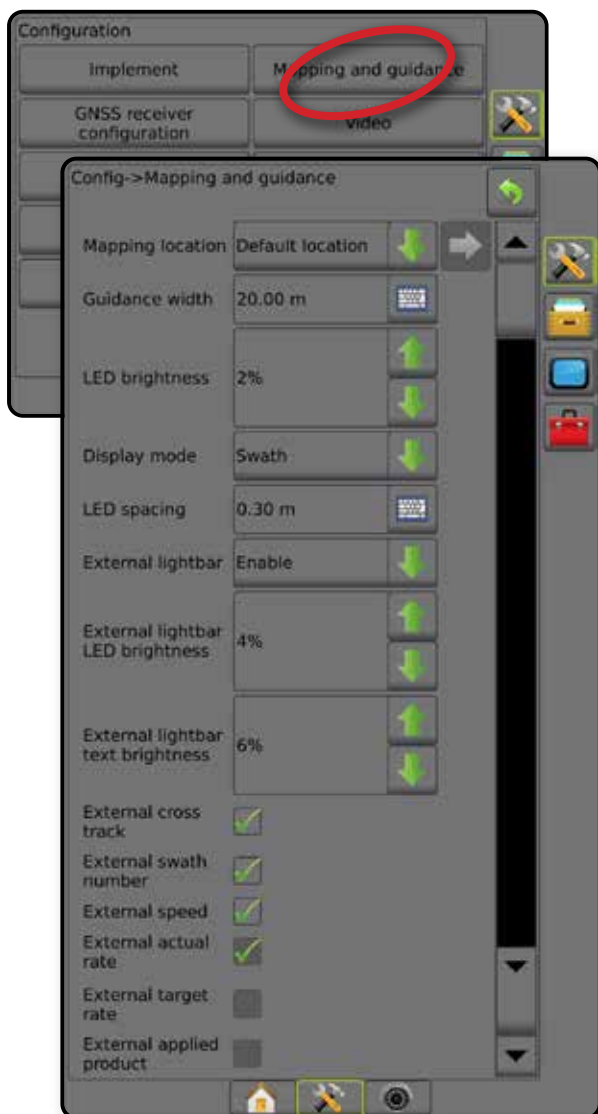 Configuration
Implement
Mapping and guidance
GNSS receiver
configuration
Video
Config->Mapping and guidance
Mapping location
Default location
Guidance width
20.00 m
LED brightness
2%
Display mode
Swath
LED spacing
0.30 m
External lightbar
Enable
External lightbar
LED brightness
4%
External lightbar
text brightness
6%
External cross
track
External swath
number
External speed
External actual
rate
External target
rate
External applied
product